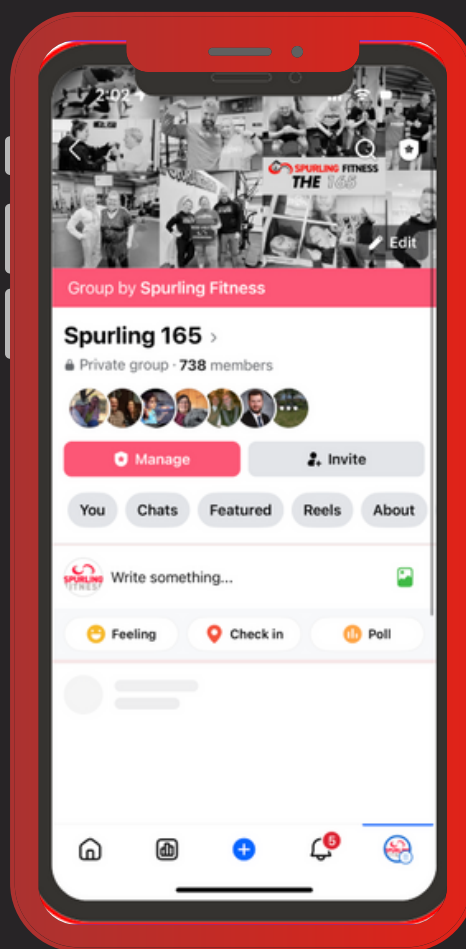 2:02
SPURLING FITNESS
THE 165
Edit
Group by Spurling Fitness
Spurling 165 >
Private group · 738 members
Manage
Invite
You
Chats
Featured
Reels
About
SPURLING
FITNESS
Write something...
Feeling
Check in
Poll
5